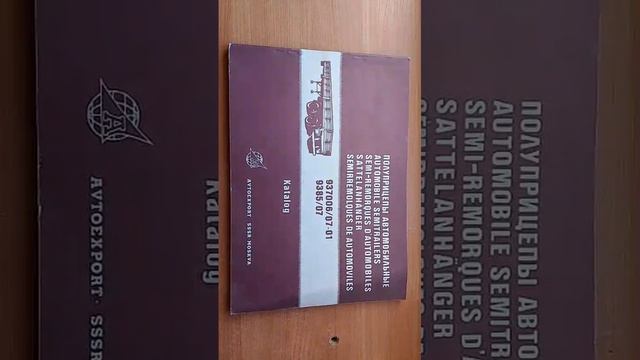 ПОЛУПРИЦЕПЫ АВТОМОБИЛЬНЫЕ
AUTOMOBILE SEMITRAILERS
SEMI-REMORQUES D'AUTOMOBILES
SATTELANHÄNGER
SEMIRREMOLQUES DE AUTOMOVILES
937006/07-01
9385/07
Katalog
AVTOEXPORT SSSR MOSKVA